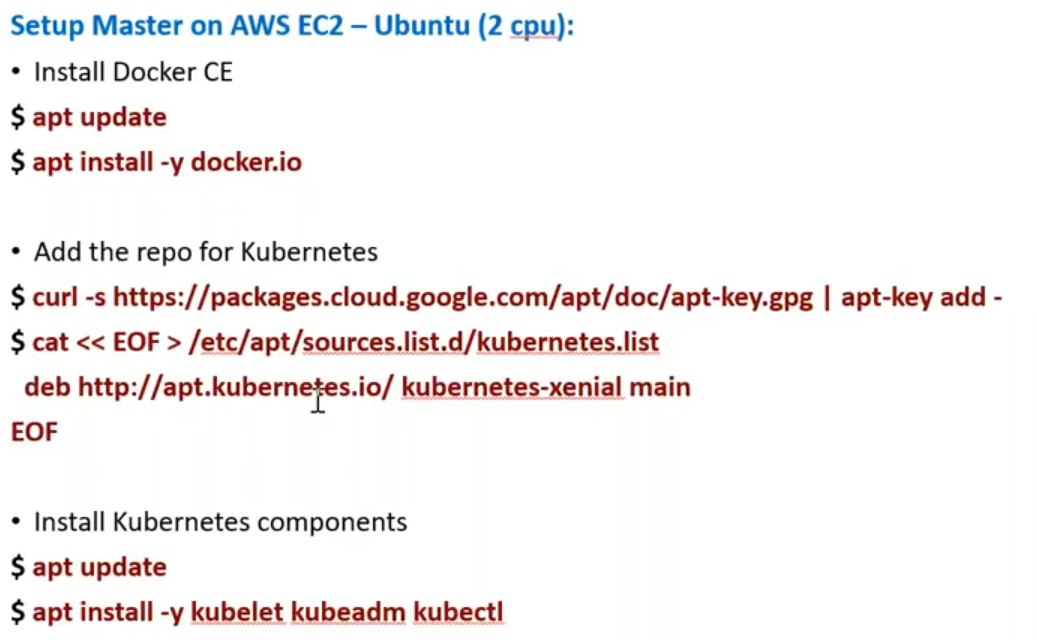 Setup Master on AWS EC2 – Ubuntu (2 cpu):
• Install Docker CE
$ apt update
$ apt install -y docker.io
• Add the repo for Kubernetes
$ curl -s https://packages.cloud.google.com/apt/doc/apt-key.gpg | apt-key add -
$ cat << EOF > /etc/apt/sources.list.d/kubernetes.list
deb http://apt.kubernetes.io/ kubernetes-xenial main
EOF
• Install Kubernetes components
$ apt update
$ apt install -y kubelet kubeadm kubectl